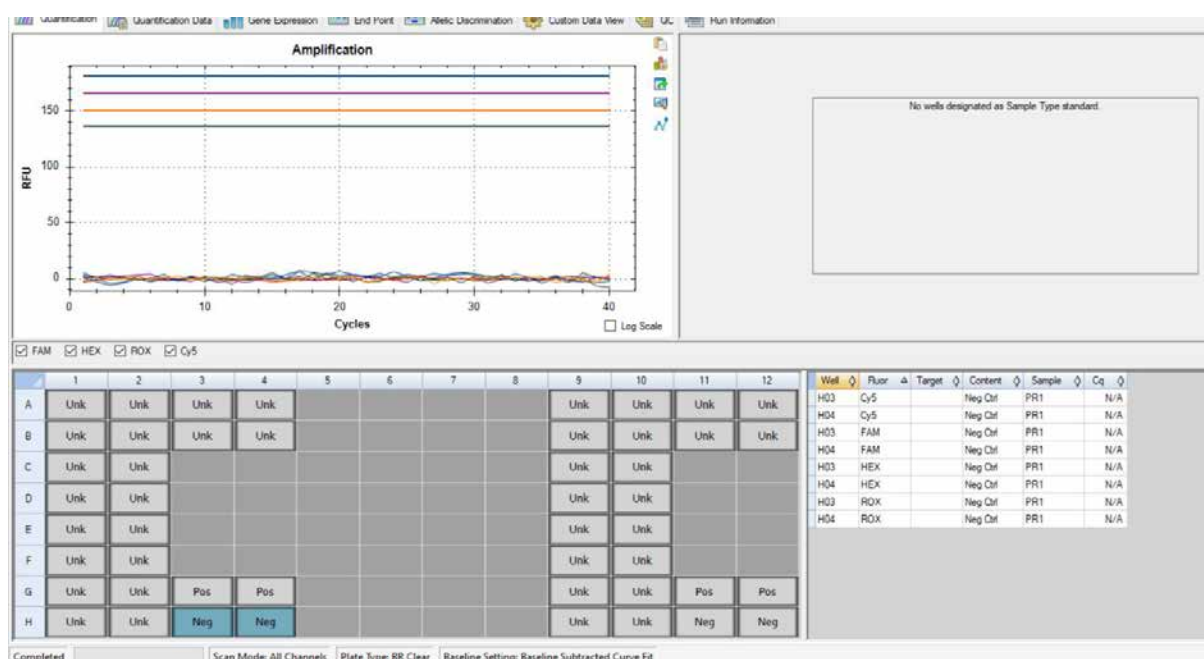 Quantification Quantification Data Gene Expression End Point Allelic Discrimination Custom Data View QC Run Information
Amplification
150
100
50
0
RFU
0 10 20 30 40
Cycles
Log Scale
No wells designated as Sample Type standard.
FAM HEX ROX Cy5
1 2 3 4 5 6 7 8 9 10 11 12
A Unk Unk Unk Unk Unk Unk Unk Unk
B Unk Unk Unk Unk Unk Unk Unk Unk
C Unk Unk Unk Unk
D Unk Unk Unk Unk
E Unk Unk Unk Unk
F Unk Unk Unk Unk
G Unk Unk Pos Pos Unk Unk Pos Pos
H Unk Unk Neg Neg Unk Unk Neg Neg
Well Fluor Target Content Sample Cq
H03 Cy5 Neg Ctrl PR1 N/A
H04 Cy5 Neg Ctrl PR1 N/A
H03 FAM Neg Ctrl PR1 N/A
H04 FAM Neg Ctrl PR1 N/A
H03 HEX Neg Ctrl PR1 N/A
H04 HEX Neg Ctrl PR1 N/A
H03 ROX Neg Ctrl PR1 N/A
H04 ROX Neg Ctrl PR1 N/A
Completed Scan Mode: All Channels Plate Type: BR Clear Baseline Setting: Baseline Subtracted Curve Fit